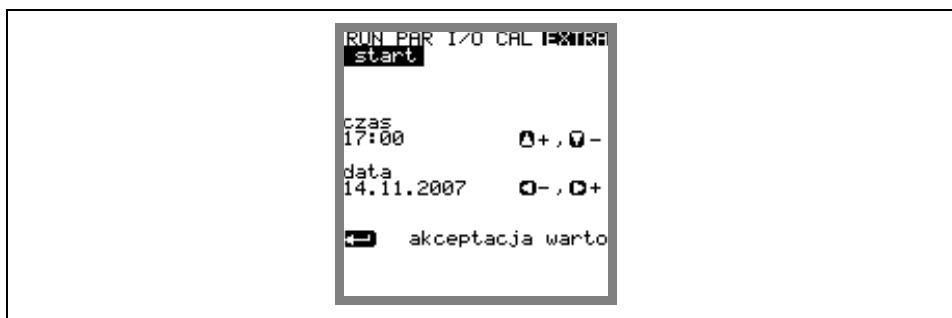 RUN PAR I/O CAL EXTRA
start
czas
17:00 +,-
data
14.11.2007 -,+
akceptacja warto